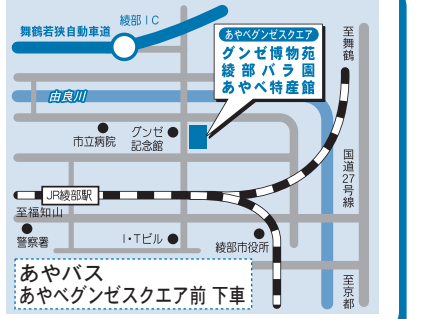 綾部IC
舞鶴若狭自動車道
あやべグンゼスクエア
グンゼ博物苑
綾部バラ園
あやべ特産館
至舞鶴
由良川
市立病院
グンゼ
記念館
国道27号線
JR綾部駅
至福知山
警察署
I・Tビル
綾部市役所
至京都
あやバス
あやべグンゼスクエア前 下車